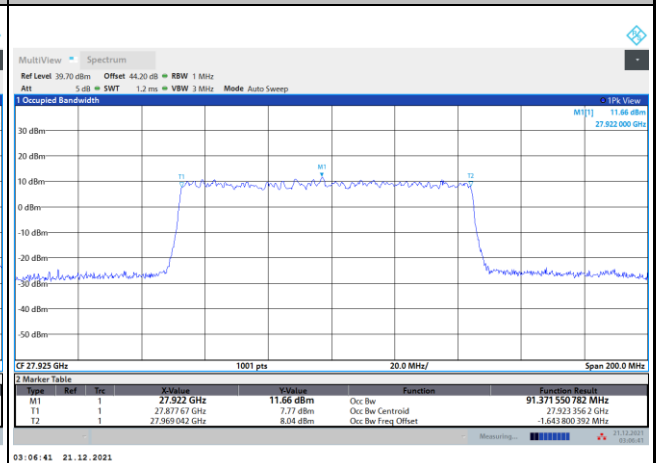 MultiView Spectrum
Ref Level 39.70 dBm Offset 44.20 dB RBW 1 MHz
Att 5 dB SWT 1.2 ms VBW 3 MHz Mode Auto Sweep
1 Occupied Bandwidth 1Pk View
M1[1] 11.66 dBm
27.922 000 GHz
30 dBm
20 dBm
M1
T1 T2
10 dBm
0 dBm
-10 dBm
-20 dBm
-30 dBm
-40 dBm
-50 dBm
CF 27.925 GHz 1001 pts 20.0 MHz/ Span 200.0 MHz
2 Marker Table
Type Ref Trc X-Value Y-Value Function Function Result
M1 1 27.922 GHz 11.66 dBm Occ Bw 91.371 550 782 MHz
T1 1 27.877 67 GHz 7.77 dBm Occ Bw Centroid 27.923 356 2 GHz
T2 1 27.969 042 GHz 8.04 dBm Occ Bw Freq Offset -1.643 800 392 MHz
Measuring... 21.12.2021
03:06:41
03:06:41 21.12.2021